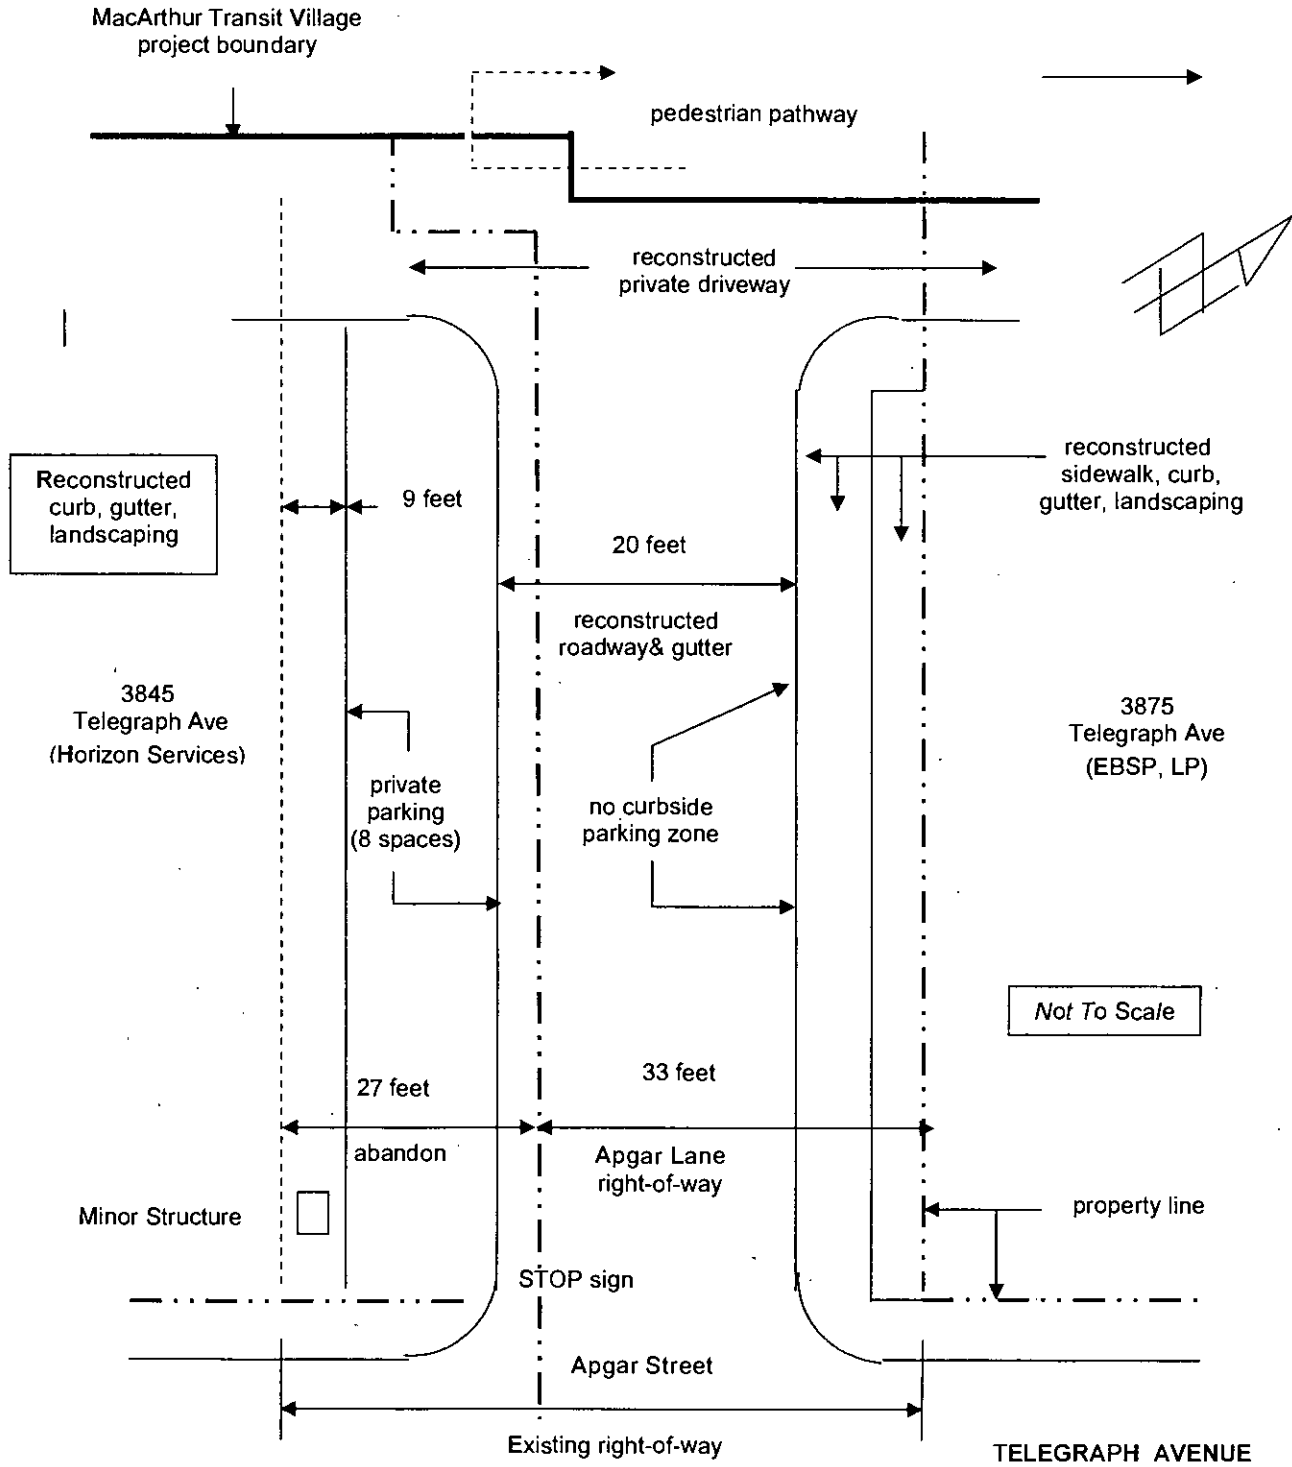 MacArthur Transit Village
project boundary
pedestrian pathway
reconstructed
private driveway
Reconstructed
curb, gutter,
landscaping
9 feet
reconstructed
sidewalk, curb,
gutter, landscaping
20 feet
reconstructed
roadway& gutter
3845
Telegraph Ave
(Horizon Services)
3875
Telegraph Ave
(EBSP, LP)
private
parking
(8 spaces)
no curbside
parking zone
Not To Scale
27 feet
abandon
33 feet
Apgar Lane
right-of-way
Minor Structure
property line
STOP sign
Apgar Street
Existing right-of-way
TELEGRAPH AVENUE